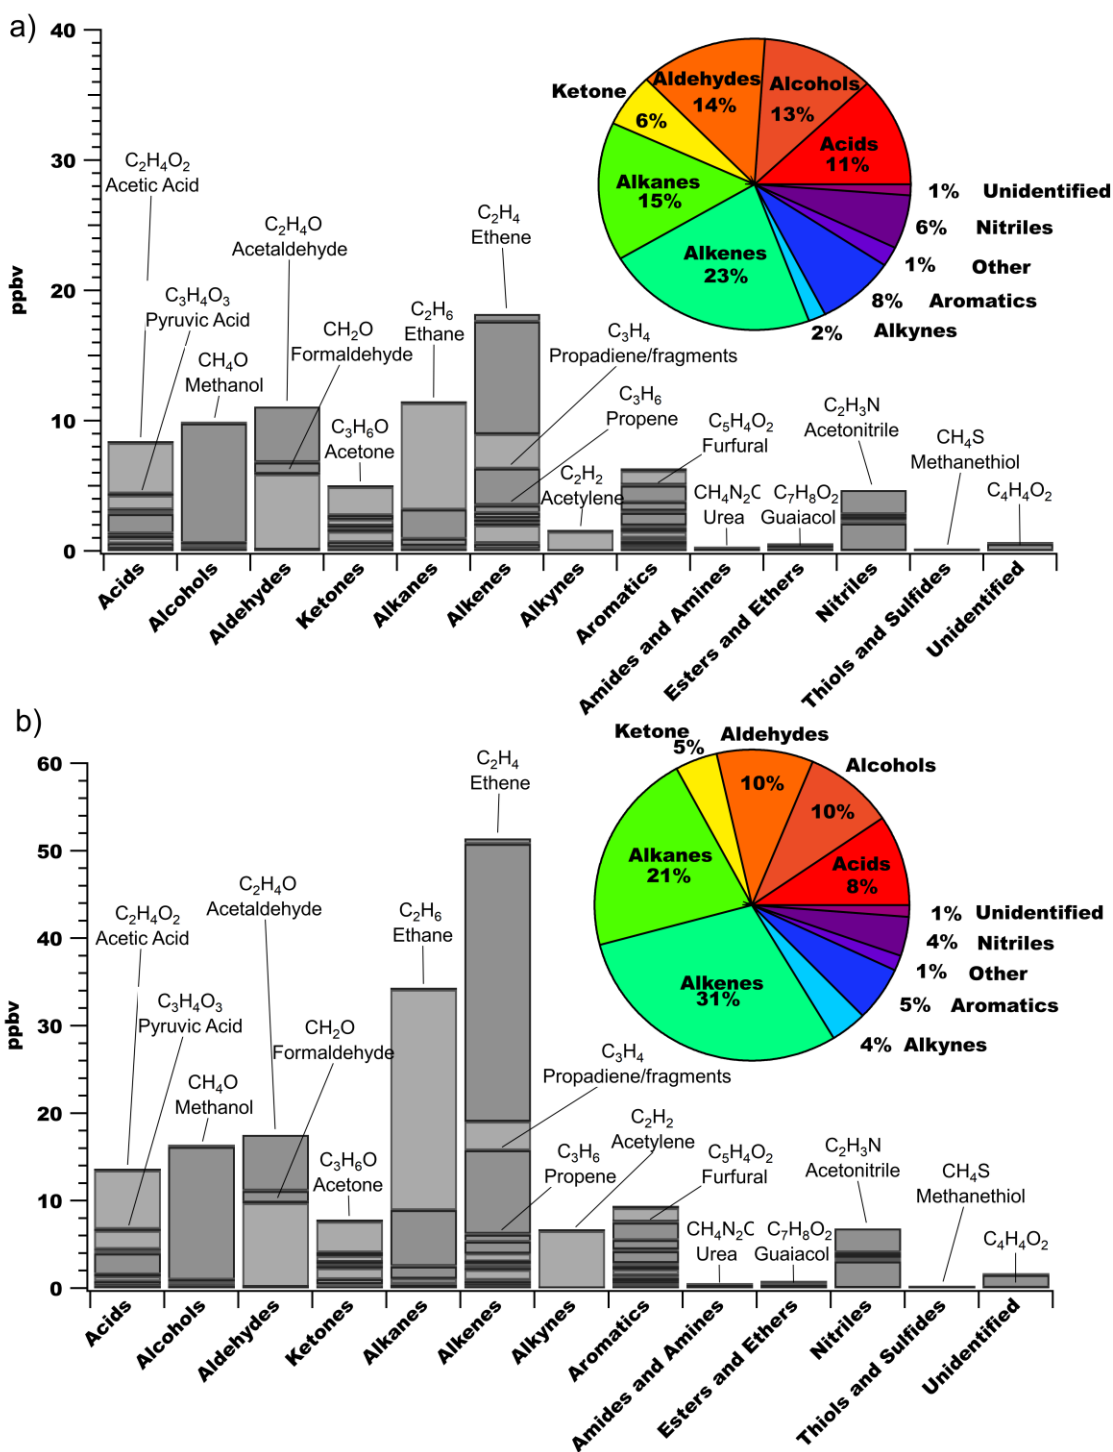 a)
40
30
20
10
0
ppbv
C2H4O2
Acetic Acid
C3H4O3
Pyruvic Acid
CH4O
Methanol
C2H4O
Acetaldehyde
CH2O
Formaldehyde
C3H6O
Acetone
C2H6
Ethane
C2H4
Ethene
C3H4
Propadiene/fragments
C3H6
Propene
C2H2
Acetylene
C5H4O2
Furfural
CH4N2C
Urea
C7H8O2
Guaiacol
C2H3N
Acetonitrile
CH4S
Methanethiol
C4H4O2
Acids
Alcohols
Aldehydes
Ketones
Alkanes
Alkenes
Alkynes
Aromatics
Amides and Amines
Esters and Ethers
Nitriles
Thiols and Sulfides
Unidentified
Ketone
6%
Aldehydes
14%
Alcohols
13%
Acids
11%
Alkanes
15%
Alkenes
23%
1% Unidentified
6% Nitriles
1% Other
8% Aromatics
2% Alkynes
b)
60
50
40
30
20
10
0
ppbv
C2H4O2
Acetic Acid
C3H4O3
Pyruvic Acid
CH4O
Methanol
C2H4O
Acetaldehyde
CH2O
Formaldehyde
C3H6O
Acetone
C2H6
Ethane
C2H4
Ethene
C3H4
Propadiene/fragments
C3H6
Propene
C2H2
Acetylene
C5H4O2
Furfural
CH4N2C
Urea
C7H8O2
Guaiacol
C2H3N
Acetonitrile
CH4S
Methanethiol
C4H4O2
Acids
Alcohols
Aldehydes
Ketones
Alkanes
Alkenes
Alkynes
Aromatics
Amides and Amines
Esters and Ethers
Nitriles
Thiols and Sulfides
Unidentified
Ketone
5%
Aldehydes
10%
Alcohols
10%
Acids
8%
Alkanes
21%
Alkenes
31%
1% Unidentified
4% Nitriles
1% Other
5% Aromatics
4% Alkynes